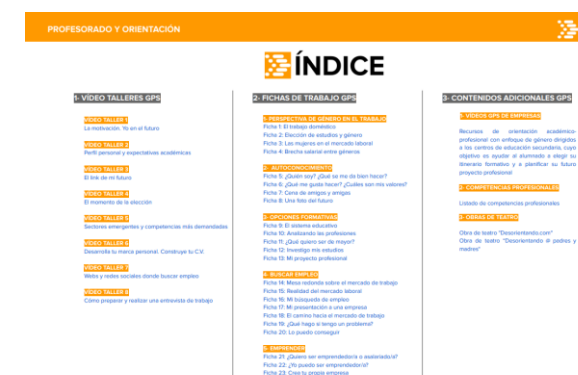 PROFESORADO Y ORIENTACIÓN
ÍNDICE
1- VÍDEO TALLERES GPS
VÍDEO TALLER 1
La motivación. Yo en el futuro
VÍDEO TALLER 2
Perfil personal y expectativas académicas
VÍDEO TALLER 3
El link de mi futuro
VÍDEO TALLER 4
El momento de la elección
VÍDEO TALLER 5
Sectores emergentes y competencias más demandadas
VÍDEO TALLER 6
Desarrolla tu marca personal. Construye tu C.V.
VÍDEO TALLER 7
Webs y redes sociales donde buscar empleo
VÍDEO TALLER 8
Cómo preparar y realizar una entrevista de trabajo
2- FICHAS DE TRABAJO GPS
1- PERSPECTIVA DE GÉNERO EN EL TRABAJO
Ficha 1: El trabajo doméstico
Ficha 2: Elección de estudios y género
Ficha 3: Las mujeres en el mercado laboral
Ficha 4: Brecha salarial entre géneros
2- AUTOCONOCIMIENTO
Ficha 5: ¿Quién soy? ¿Qué se me da bien hacer?
Ficha 6: ¿Qué me gusta hacer? ¿Cuáles son mis valores?
Ficha 7: Cena de amigos y amigas
Ficha 8: Una foto del futuro
3- OPCIONES FORMATIVAS
Ficha 9: El sistema educativo
Ficha 10: Analizando las profesiones
Ficha 11: ¿Qué quiero ser de mayor?
Ficha 12: Investigo mis estudios
Ficha 13: Mi proyecto profesional
4- BUSCAR EMPLEO
Ficha 14: Mesa redonda sobre el mercado de trabajo
Ficha 15: Realidad del mercado laboral
Ficha 16: Mi búsqueda de empleo
Ficha 17: Mi presentación a una empresa
Ficha 18: El camino hacia el mercado de trabajo
Ficha 19: ¿Qué hago si tengo un problema?
Ficha 20: Lo puedo conseguir
5- EMPRENDER
Ficha 21: ¿Quiero ser emprendedor/a o asalariado/a?
Ficha 22: ¿Yo puedo ser emprendedor/a?
Ficha 23: Crea tu propia empresa
3- CONTENIDOS ADICIONALES GPS
1- VÍDEOS GPS DE EMPRESAS
Recursos de orientación académico-
profesional con enfoque de género dirigidos
a los centros de educación secundaria, cuyo
objetivo es ayudar al alumnado a elegir su
itinerario formativo y a planificar su futuro
proyecto profesional
2- COMPETENCIAS PROFESIONALES
Listado de competencias profesionales
3- OBRAS DE TEATRO
Obra de teatro "Desorientando.com"
Obra de teatro "Desorientando # padres y
madres"